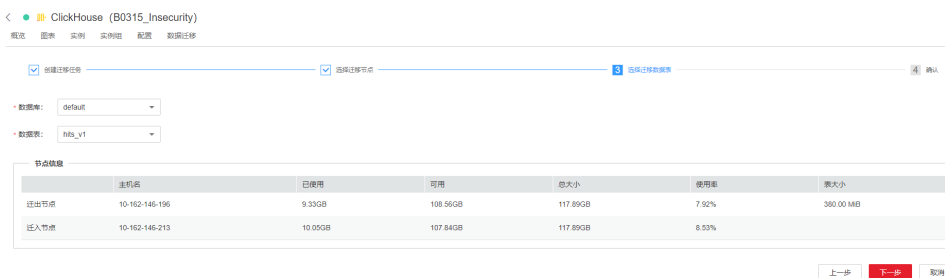 ClickHouse（B0315_Insecurity）
概览 图表 实例 实例组 配置 数据迁移
创建迁移任务 选择迁移节点 3 选择迁移数据表 4 确认
* 数据库： default
* 数据表： hits_v1
节点信息
主机名 已使用 可用 总大小 使用率 表大小
迁出节点 10-162-146-196 9.33GB 108.56GB 117.89GB 7.92% 380.00 MiB
迁入节点 10-162-146-213 10.05GB 107.84GB 117.89GB 8.53%
上一步 下一步 取消